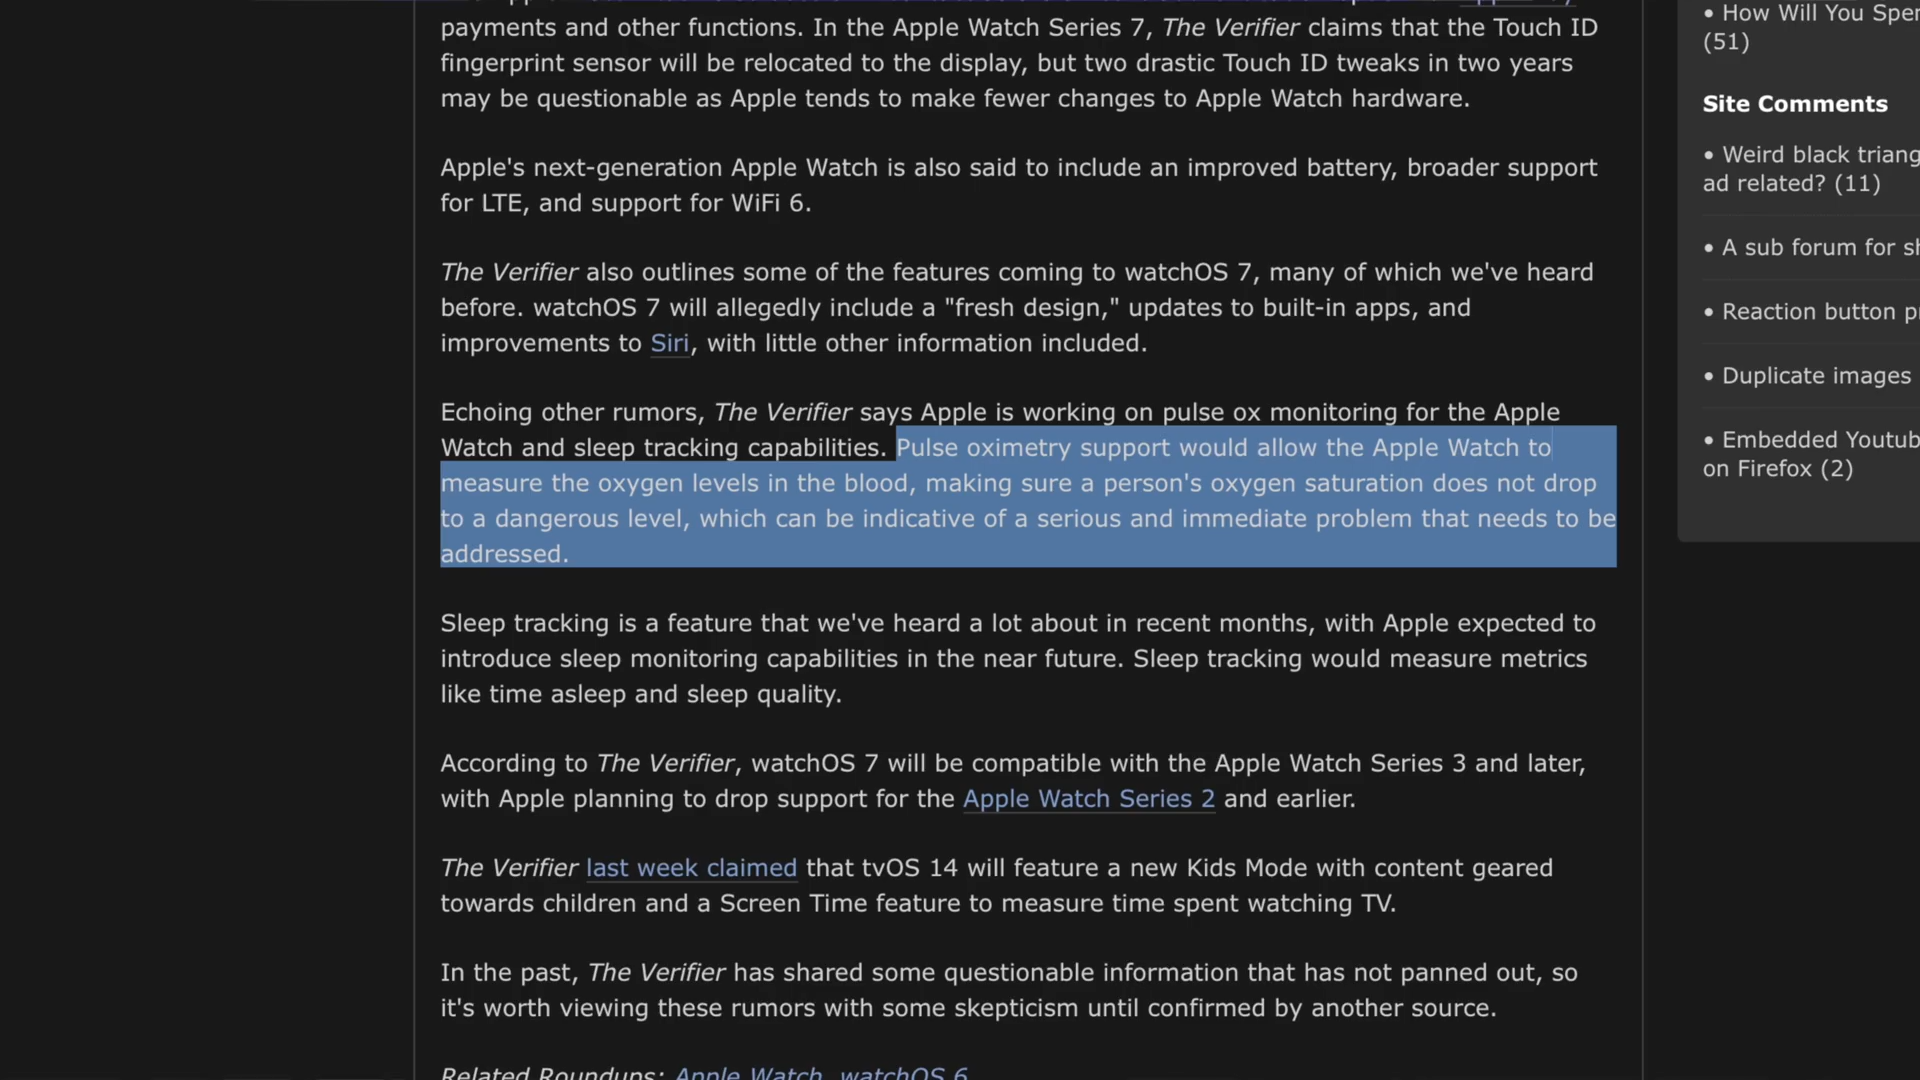 payments and other functions. In the Apple Watch Series 7, The Verifier claims that the Touch ID
fingerprint sensor will be relocated to the display, but two drastic Touch ID tweaks in two years
may be questionable as Apple tends to make fewer changes to Apple Watch hardware.
Apple's next-generation Apple Watch is also said to include an improved battery, broader support
for LTE, and support for WiFi 6.
The Verifier also outlines some of the features coming to watchOS 7, many of which we've heard
before. watchOS 7 will allegedly include a "fresh design," updates to built-in apps, and
improvements to Siri, with little other information included.
Echoing other rumors, The Verifier says Apple is working on pulse ox monitoring for the Apple
Watch and sleep tracking capabilities. Pulse oximetry support would allow the Apple Watch to
measure the oxygen levels in the blood, making sure a person's oxygen saturation does not drop
to a dangerous level, which can be indicative of a serious and immediate problem that needs to be
addressed.
Sleep tracking is a feature that we've heard a lot about in recent months, with Apple expected to
introduce sleep monitoring capabilities in the near future. Sleep tracking would measure metrics
like time asleep and sleep quality.
According to The Verifier, watchOS 7 will be compatible with the Apple Watch Series 3 and later,
with Apple planning to drop support for the Apple Watch Series 2 and earlier.
The Verifier last week claimed that tvOS 14 will feature a new Kids Mode with content geared
towards children and a Screen Time feature to measure time spent watching TV.
In the past, The Verifier has shared some questionable information that has not panned out, so
it's worth viewing these rumors with some skepticism until confirmed by another source.
Related Roundups: Apple Watch, watchOS 6
• How Will You Spen
(51)
Site Comments
• Weird black triang
ad related? (11)
• A sub forum for sh
• Reaction button pr
• Duplicate images
• Embedded Youtub
on Firefox (2)